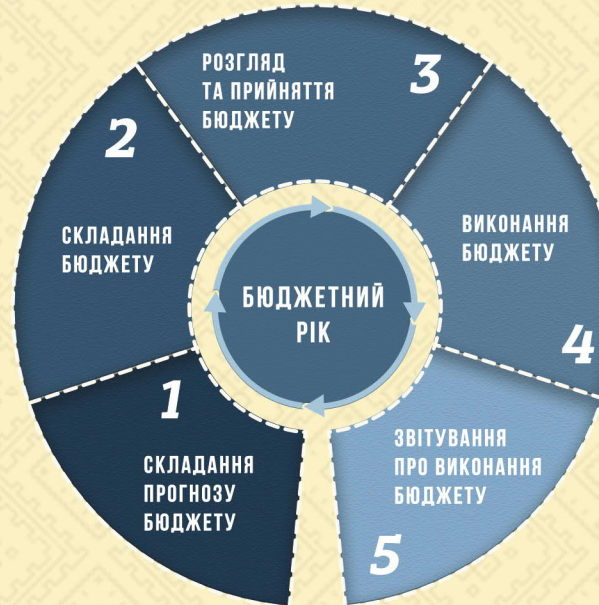 1
СКЛАДАННЯ
ПРОГНОЗУ
БЮДЖЕТУ
2
СКЛАДАННЯ
БЮДЖЕТУ
3
РОЗГЛЯД
ТА ПРИЙНЯТТЯ
БЮДЖЕТУ
4
ВИКОНАННЯ
БЮДЖЕТУ
5
ЗВІТУВАННЯ
ПРО ВИКОНАННЯ
БЮДЖЕТУ
БЮДЖЕТНИЙ
РІК